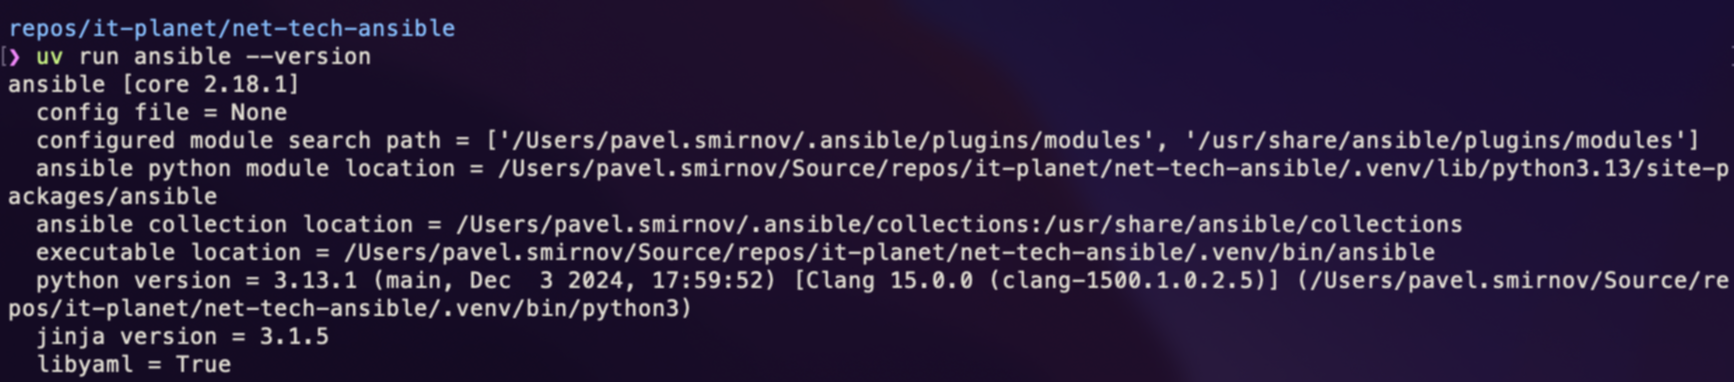 repos/it-planet/net-tech-ansible
[❯ uv run ansible --version
ansible [core 2.18.1]
  config file = None
  configured module search path = ['/Users/pavel.smirnov/.ansible/plugins/modules', '/usr/share/ansible/plugins/modules']
  ansible python module location = /Users/pavel.smirnov/Source/repos/it-planet/net-tech-ansible/.venv/lib/python3.13/site-p
ackages/ansible
  ansible collection location = /Users/pavel.smirnov/.ansible/collections:/usr/share/ansible/collections
  executable location = /Users/pavel.smirnov/Source/repos/it-planet/net-tech-ansible/.venv/bin/ansible
  python version = 3.13.1 (main, Dec  3 2024, 17:59:52) [Clang 15.0.0 (clang-1500.1.0.2.5)] (/Users/pavel.smirnov/Source/re
pos/it-planet/net-tech-ansible/.venv/bin/python3)
  jinja version = 3.1.5
  libyaml = True